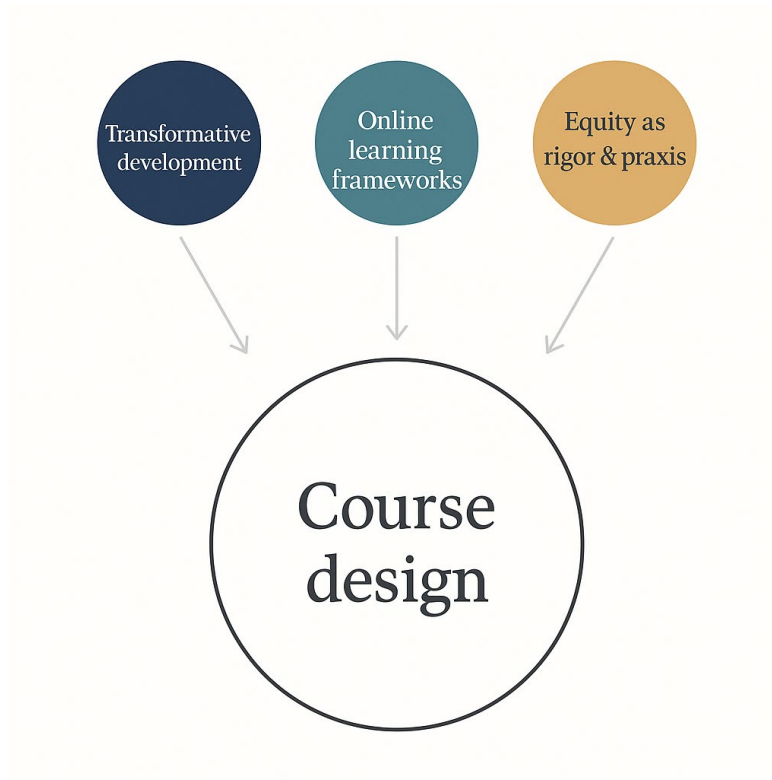 Transformative
development
Online
learning
frameworks
Equity as
rigor & praxis
Course
design